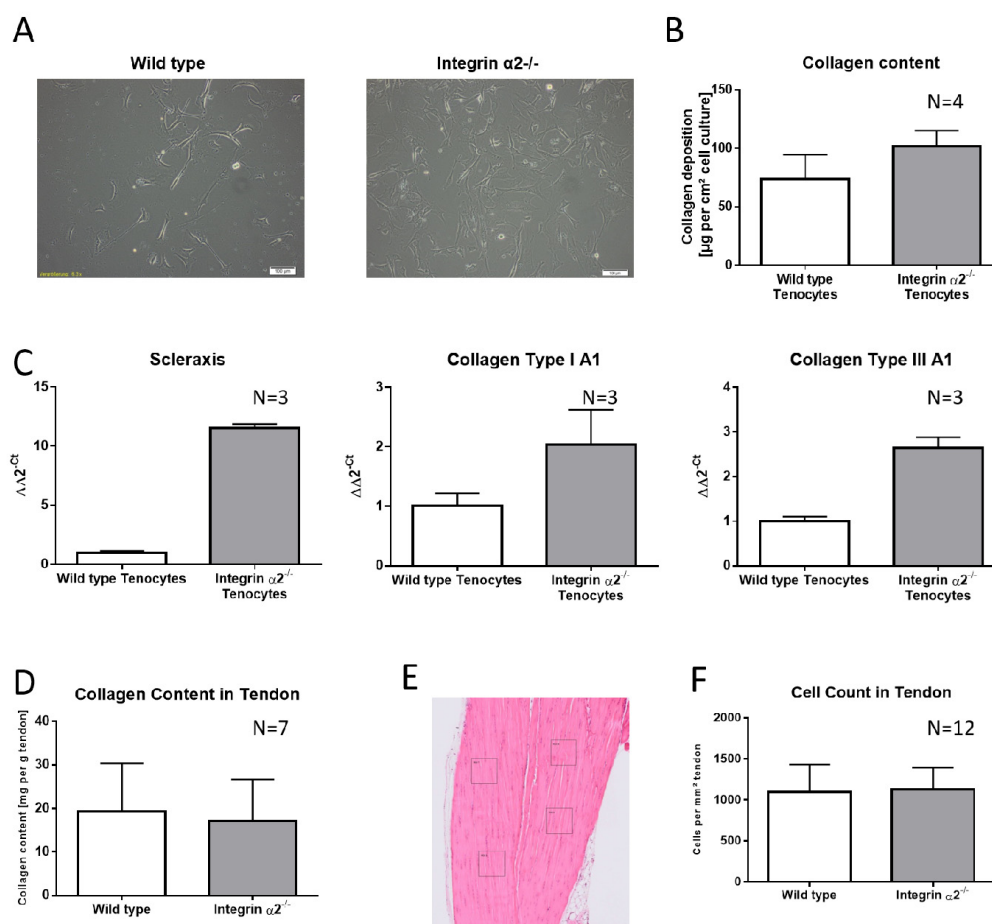 A
Wild type
Integrin α2-/-
100 µm
B
Collagen content
N=4
Collagen deposition
[µg per cm² cell culture]
150
100
50
0
Wild type
Tenocytes
Integrin α2-/-
Tenocytes
C
Scleraxis
N=3
ΔΔ2-Ct
15
10
5
0
Wild type Tenocytes
Integrin α2-/-
Tenocytes
Collagen Type I A1
N=3
ΔΔ2-Ct
3
2
1
0
Wild type Tenocytes
Integrin α2-/-
Tenocytes
Collagen Type III A1
N=3
ΔΔ2-Ct
4
3
2
1
0
Wild type Tenocytes
Integrin α2-/-
Tenocytes
D
Collagen Content in Tendon
N=7
Collagen content [mg per g tendon]
40
30
20
10
0
Wild type
Integrin α2-/-
E
F
Cell Count in Tendon
N=12
Cells per mm² tendon
2000
1500
1000
500
0
Wild type
Integrin α2-/-